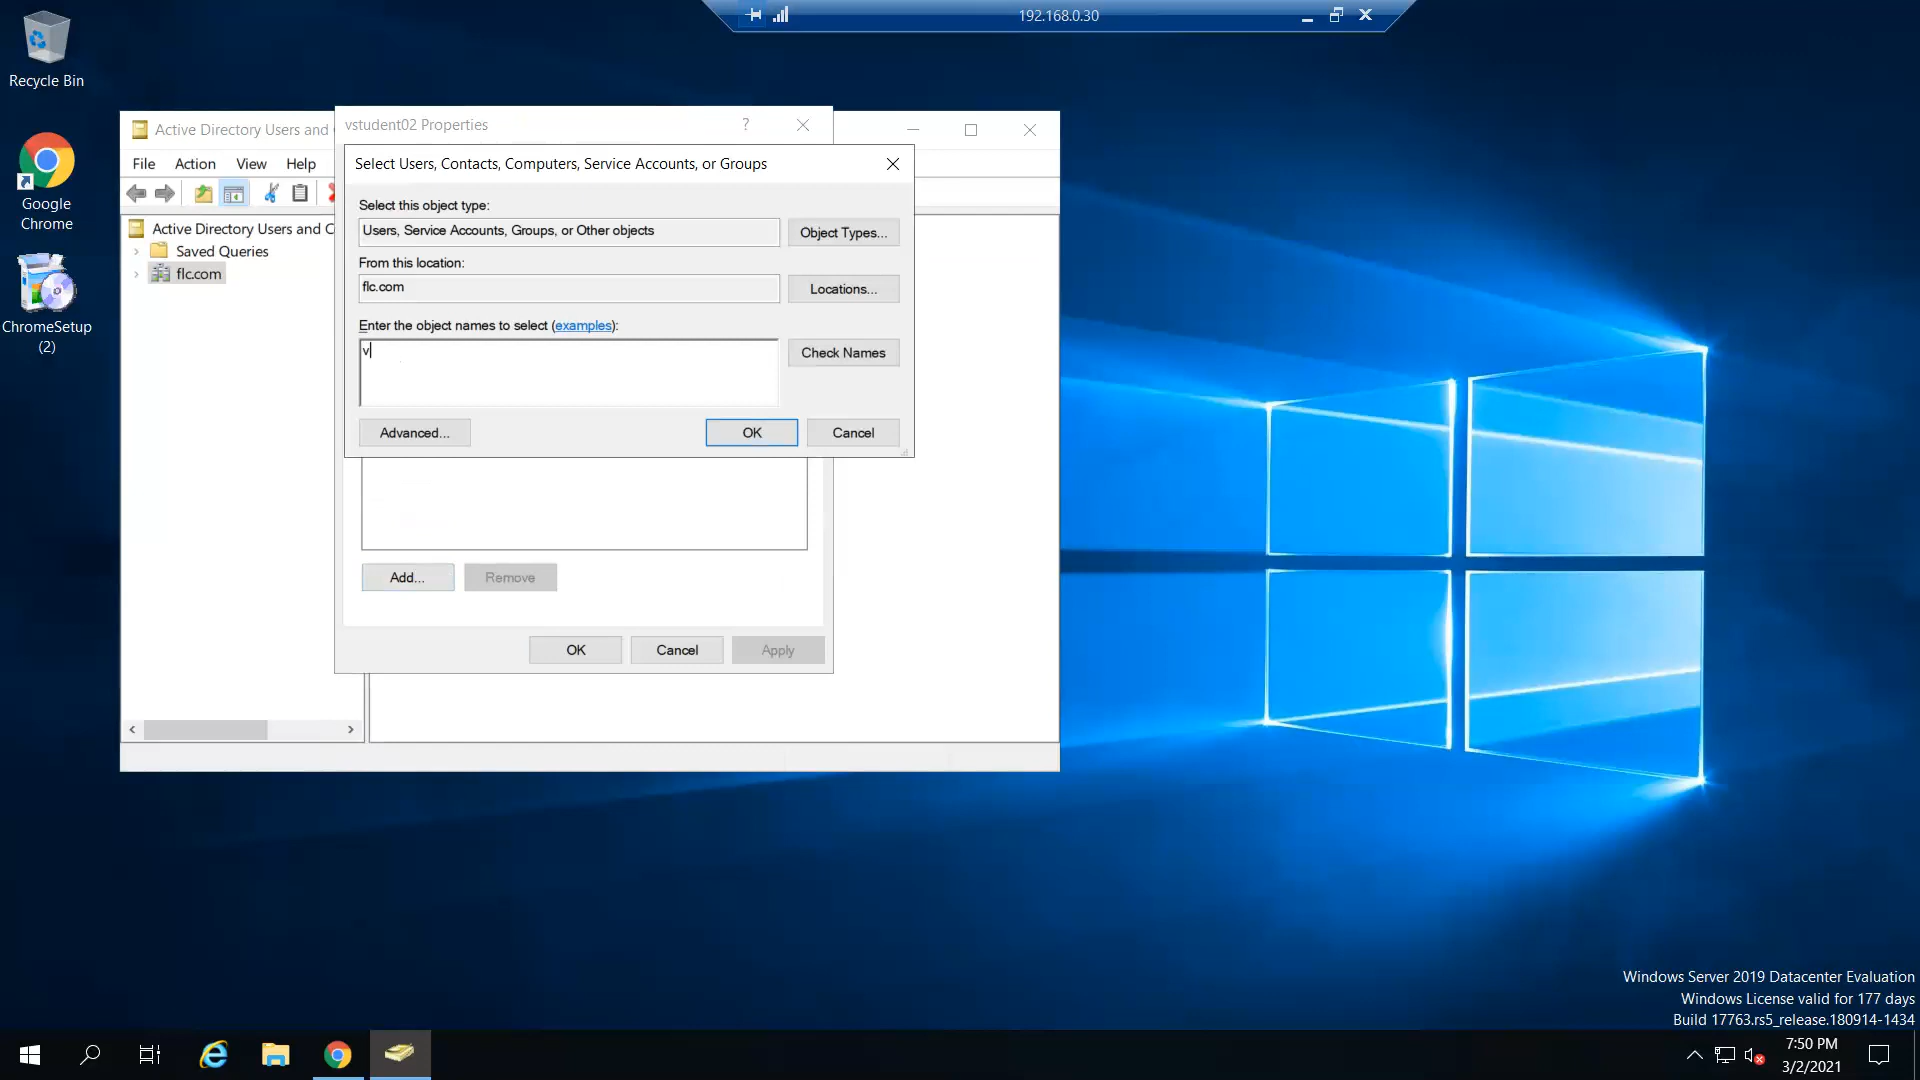 192.168.0.30
Recycle Bin
Google
Chrome
ChromeSetup
(2)
Active Directory Users and
File Action View Help
Active Directory Users and C
Saved Queries
flc.com
vstudent02 Properties
?
Select Users, Contacts, Computers, Service Accounts, or Groups
Select this object type:
Users, Service Accounts, Groups, or Other objects
Object Types...
From this location:
flc.com
Locations...
Enter the object names to select (examples):
v
Check Names
Advanced...
OK
Cancel
Add...
Remove
OK
Cancel
Apply
Windows Server 2019 Datacenter Evaluation
Windows License valid for 177 days
Build 17763.rs5_release.180914-1434
7:50 PM
3/2/2021